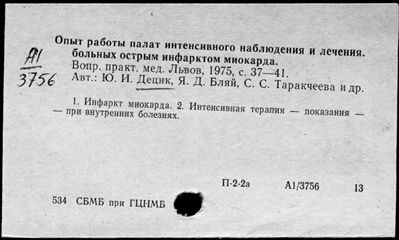 Опыт работы палат интенсивного наблюдения и лечения.
больных острым инфарктом миокарда.
А1
3756
Вопр. практ. мед. Львов, 1975, с. 37—41.
Авт.: Ю. И. Децик, Я. Д. Бляй, С. С. Таракчеева и др.
1. Инфаркт миокарда. 2. Интенсивная терапия — показания —
— при внутренних болезнях.
П-2-2а А1/3756 13
534 СБМБ при ГЦНМБ